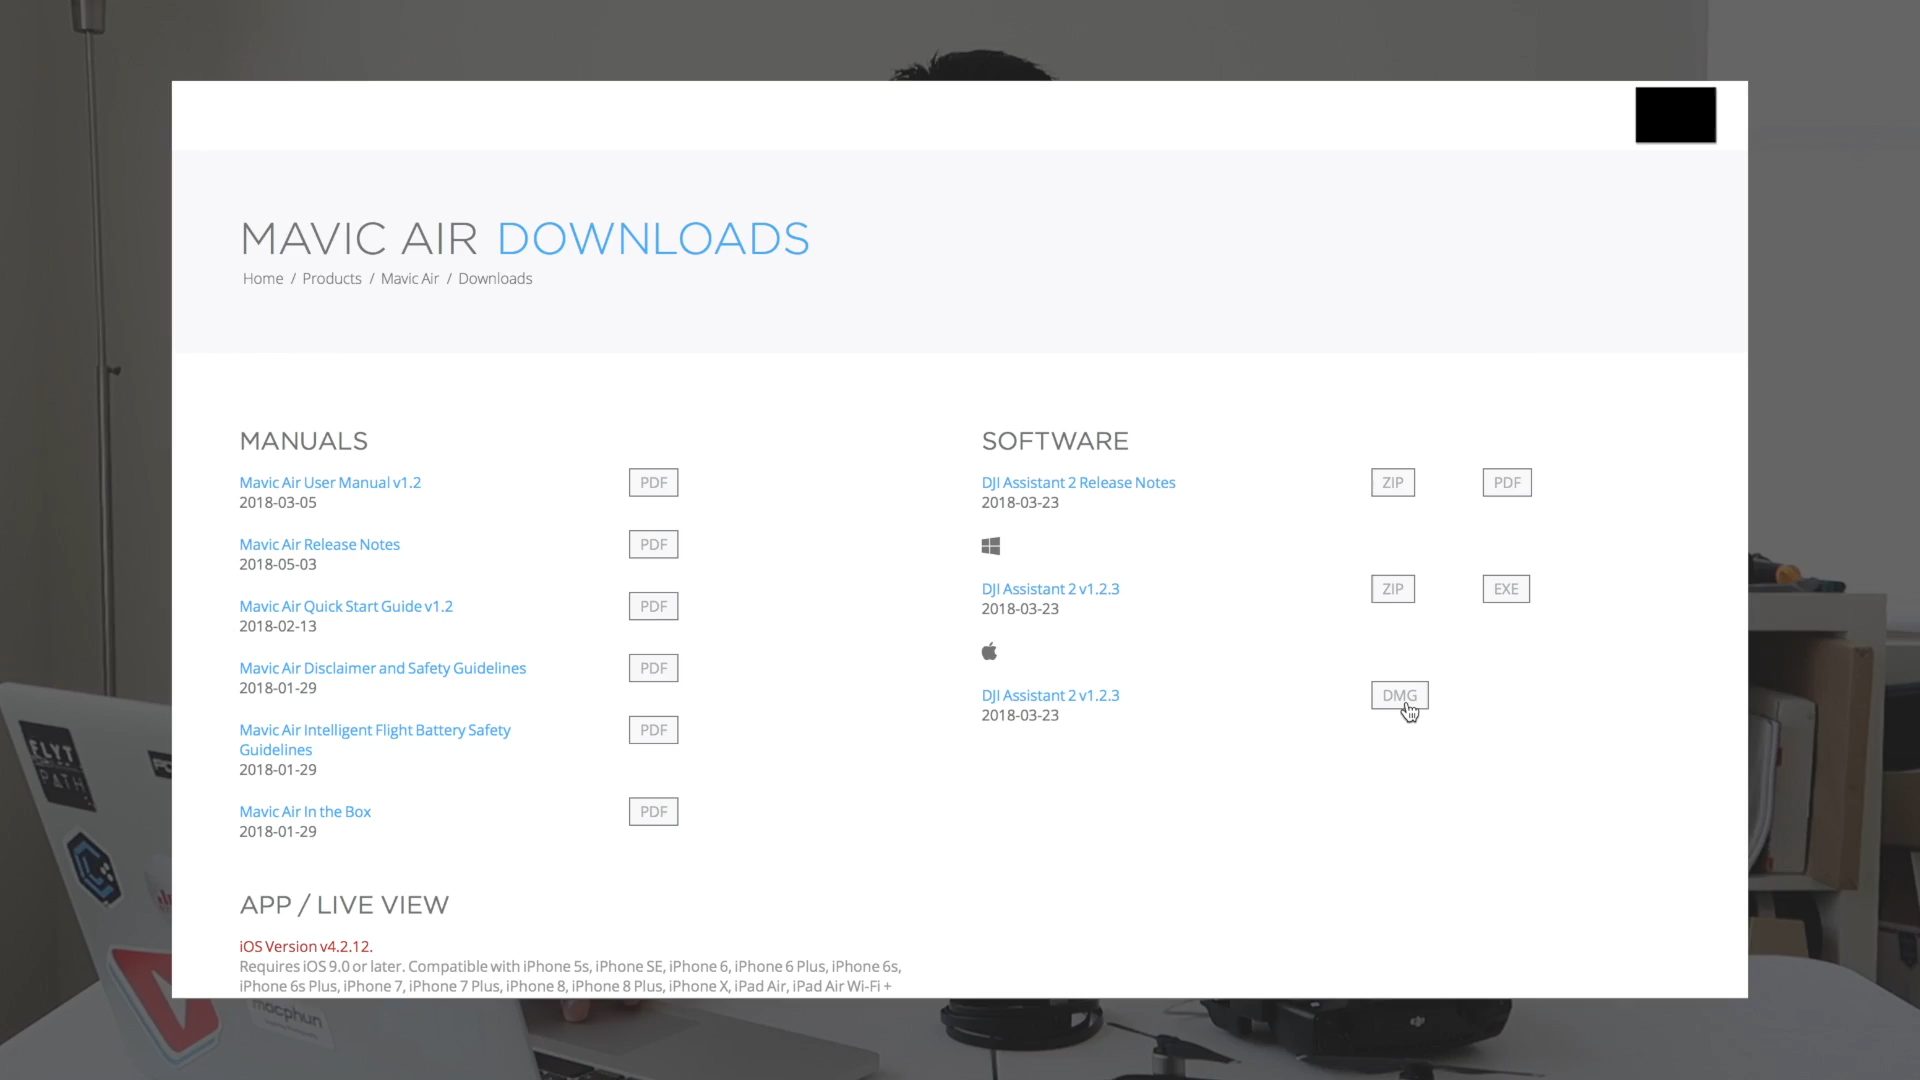 MAVIC AIR DOWNLOADS
Home / Products / Mavic Air / Downloads
MANUALS
Mavic Air User Manual v1.2 PDF
2018-03-05
Mavic Air Release Notes PDF
2018-05-03
Mavic Air Quick Start Guide v1.2 PDF
2018-02-13
Mavic Air Disclaimer and Safety Guidelines PDF
2018-01-29
Mavic Air Intelligent Flight Battery Safety PDF
Guidelines
2018-01-29
Mavic Air In the Box PDF
2018-01-29
SOFTWARE
DJI Assistant 2 Release Notes ZIP PDF
2018-03-23
DJI Assistant 2 v1.2.3 ZIP EXE
2018-03-23
DJI Assistant 2 v1.2.3 DMG
2018-03-23
APP / LIVE VIEW
iOS Version v4.2.12.
Requires iOS 9.0 or later. Compatible with iPhone 5s, iPhone SE, iPhone 6, iPhone 6 Plus, iPhone 6s,
iPhone 6s Plus, iPhone 7, iPhone 7 Plus, iPhone 8, iPhone 8 Plus, iPhone X, iPad Air, iPad Air Wi-Fi +
FLYT
PATH
macphun
dji